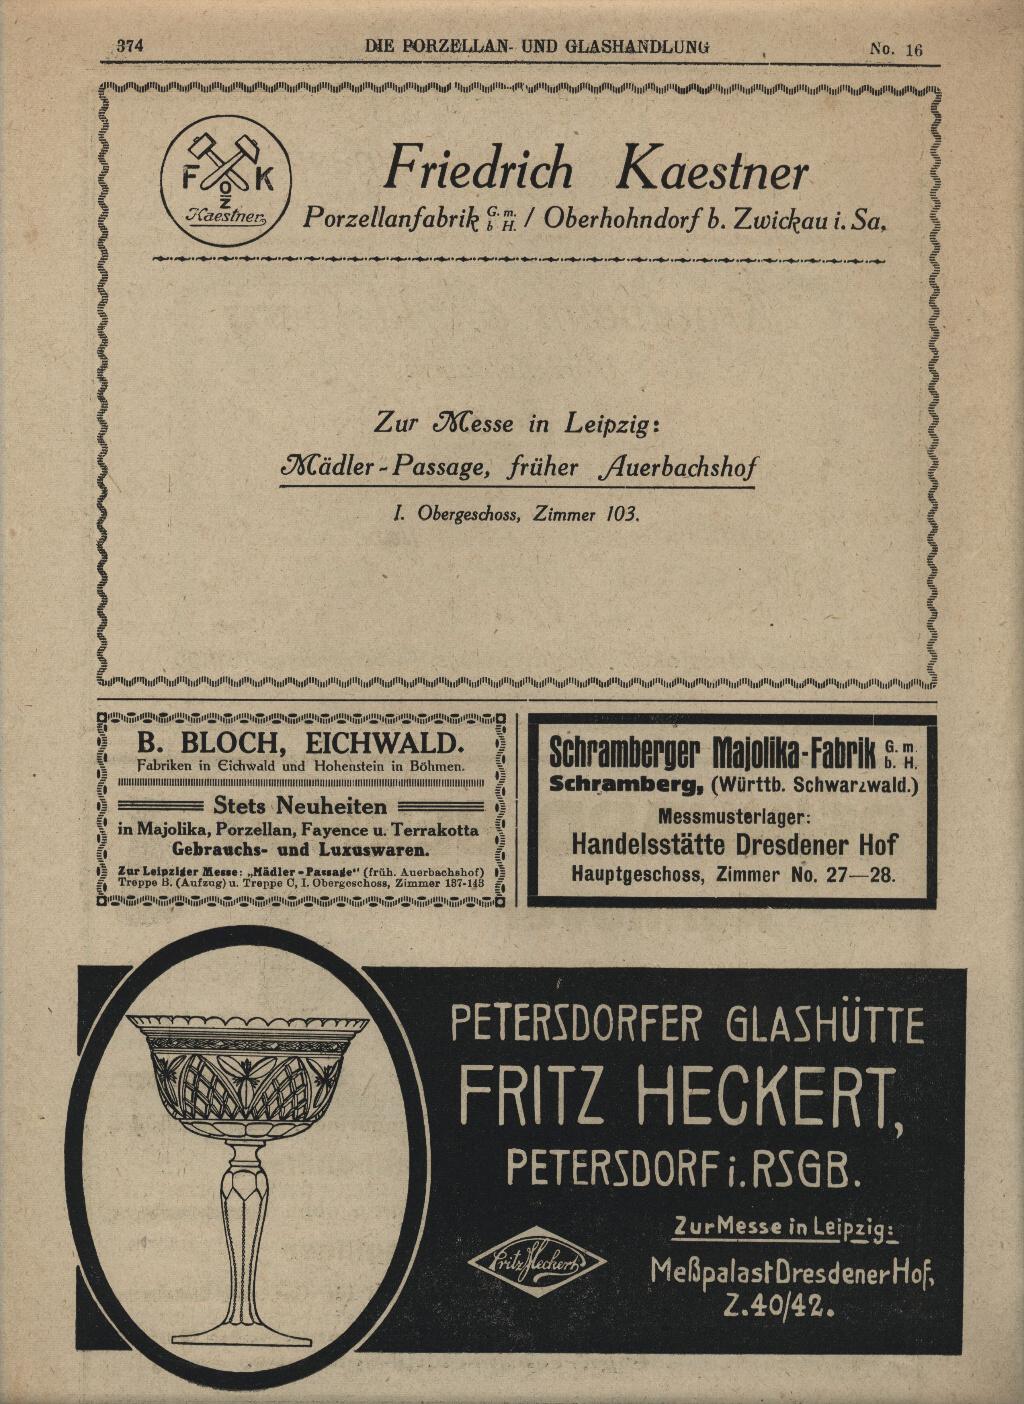 374 DIE PORZELLAN- UND GLASHANDLUNG No. 16
F K
O
Z
Kaestner
Friedrich Kaestner
Porzellanfabrik G. m. b H. / Oberhohndorf b. Zwickau i. Sa.
Zur Messe in Leipzig:
Mädler-Passage, früher Auerbachshof
I. Obergeschoss, Zimmer 103.
B. BLOCH, EICHWALD.
Fabriken in Eichwald und Hohenstein in Böhmen.
Stets Neuheiten
in Majolika, Porzellan, Fayence u. Terrakotta
Gebrauchs- und Luxuswaren.
Zur Leipziger Messe: „Mädler-Passage" (früh. Auerbachshof)
Treppe B. (Aufzug) u. Treppe C, I. Obergeschoss, Zimmer 137-143
Schramberger Majolika-Fabrik G. m. b. H.
Schramberg, (Württb. Schwarzwald.)
Messmusterlager:
Handelsstätte Dresdener Hof
Hauptgeschoss, Zimmer No. 27—28.
PETERSDORFER GLASHÜTTE
FRITZ HECKERT,
PETERSDORF i. RSGB.
Zur Messe in Leipzig:
Fritz Heckert
Meßpalast Dresdener Hof,
Z. 40/42.